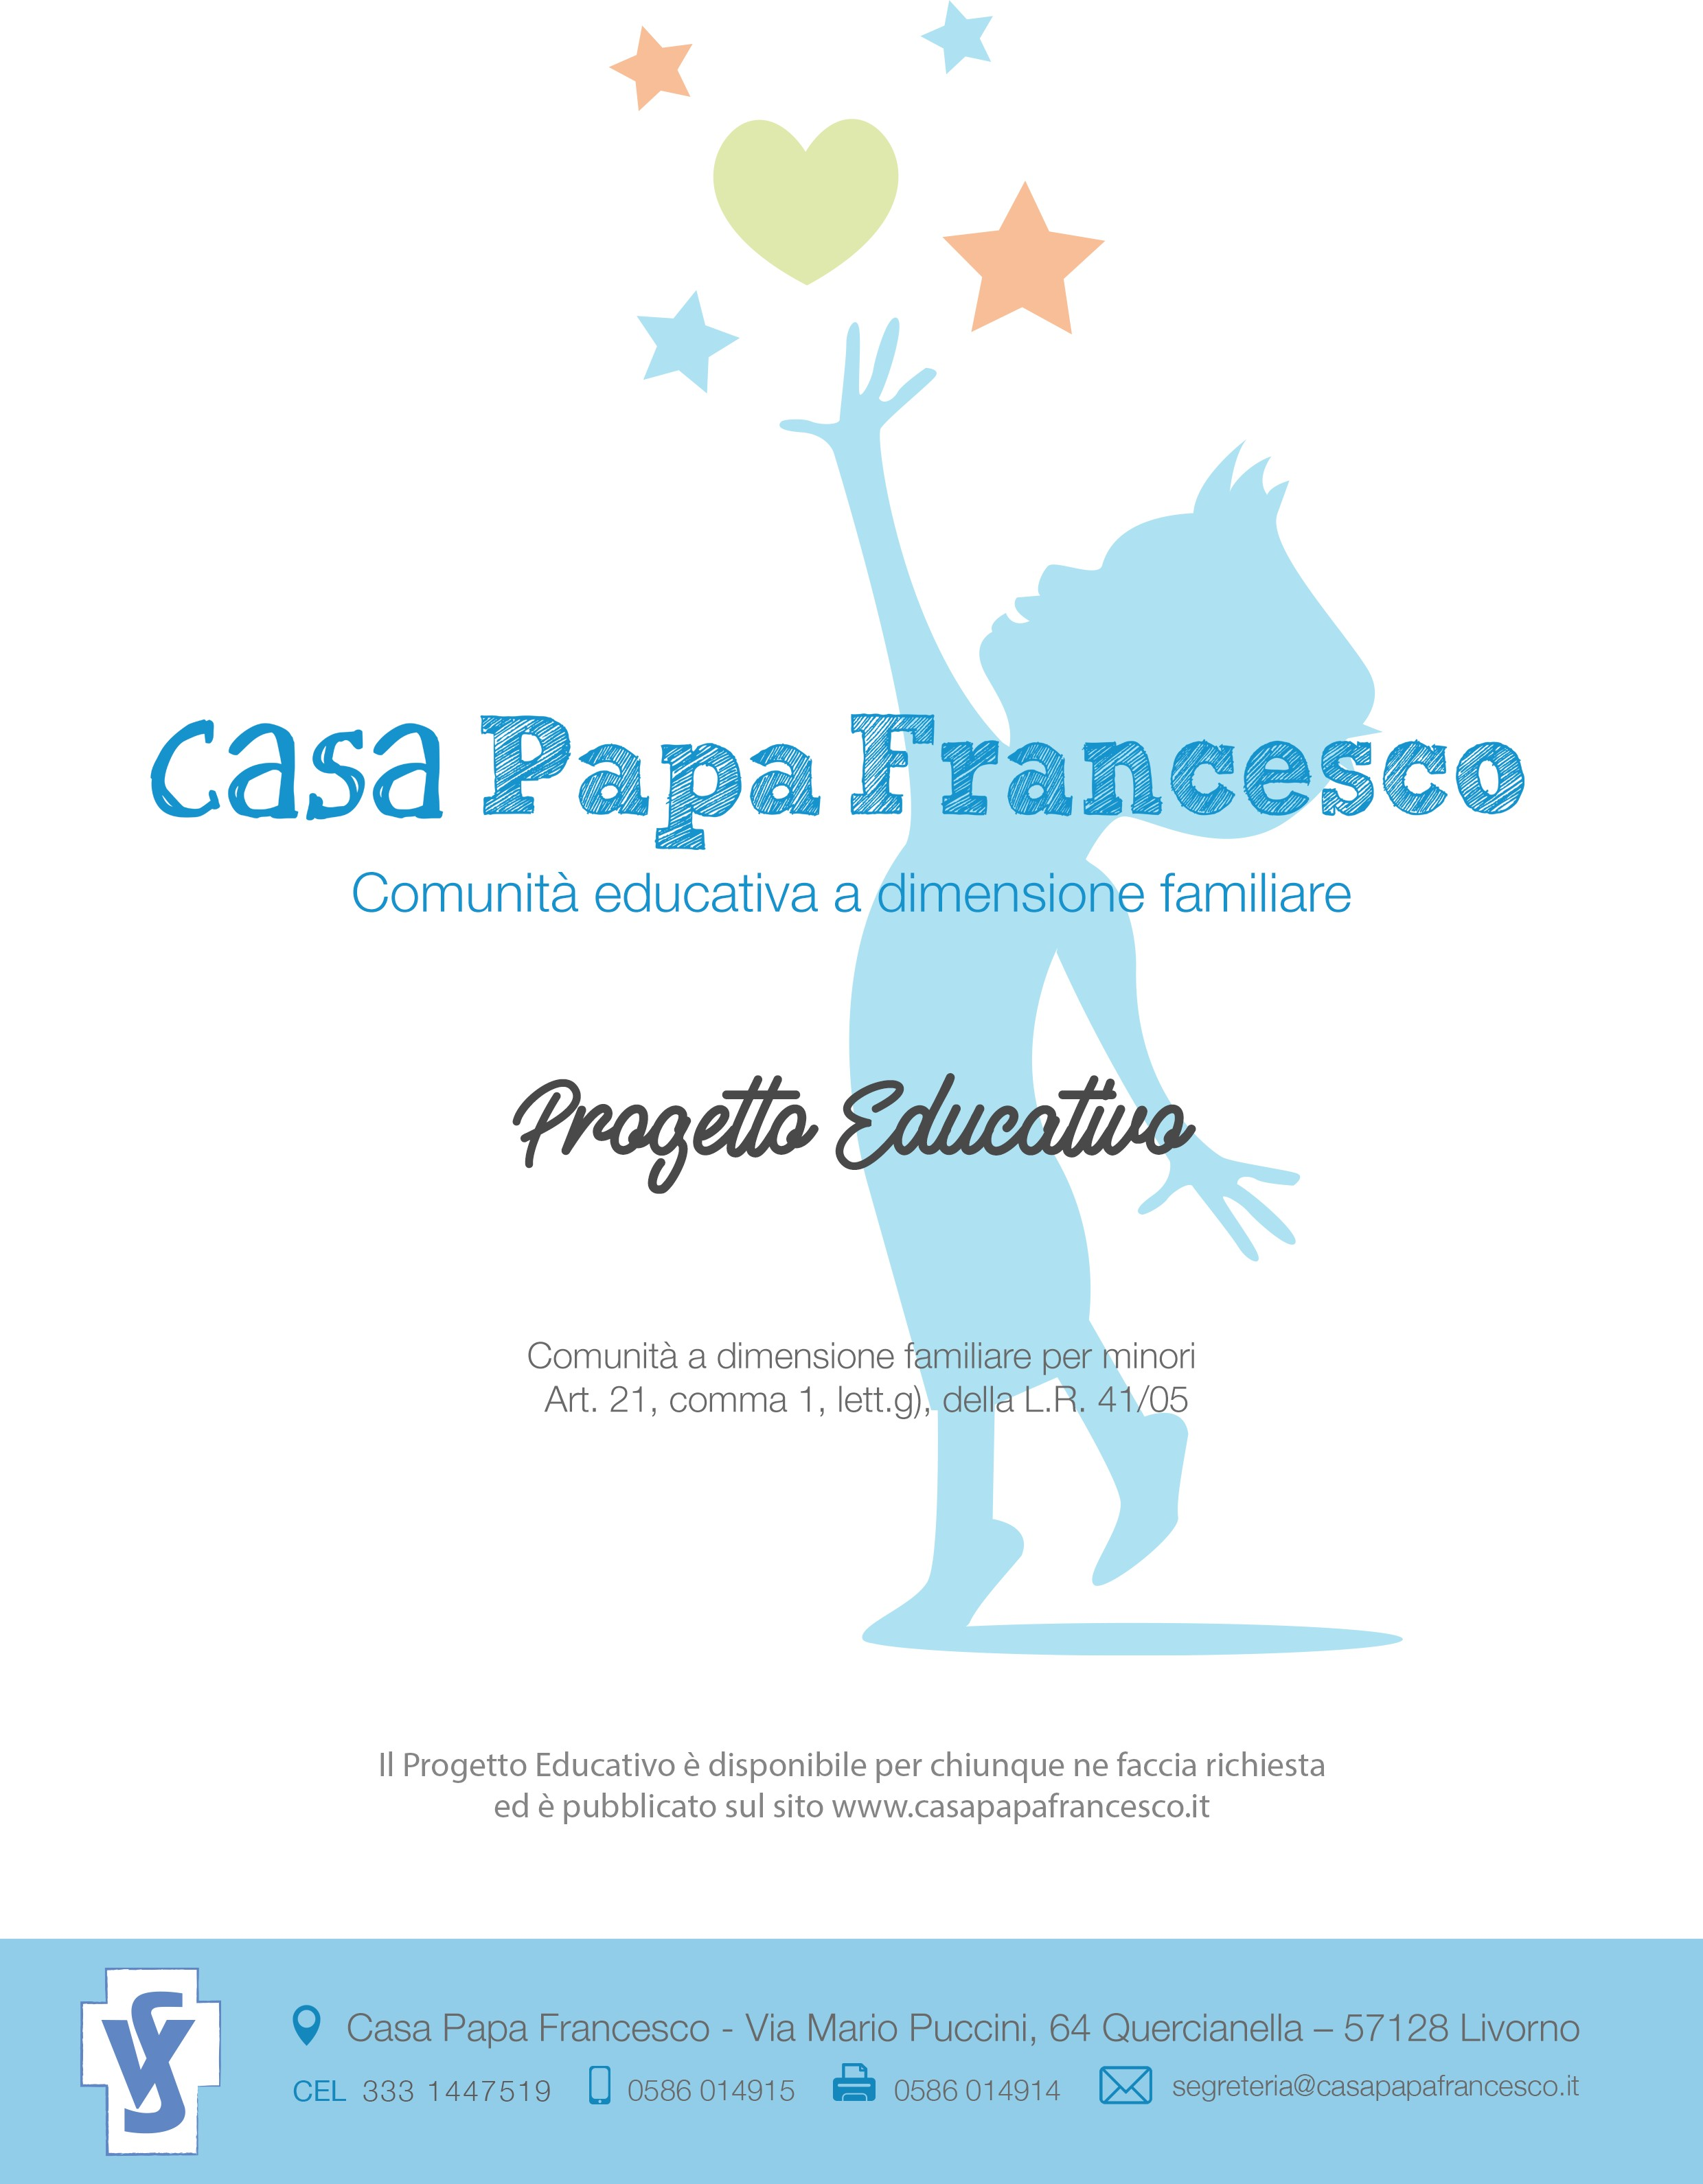 Casa Papa Francesco
Comunità educativa a dimensione familiare
Progetto Educativo
Comunità a dimensione familiare per minori
Art. 21, comma 1, lett.g), della L.R. 41/05
Il Progetto Educativo è disponibile per chiunque ne faccia richiesta
ed è pubblicato sul sito www.casapapafrancesco.it
VS
Casa Papa Francesco - Via Mario Puccini, 64 Quercianella – 57128 Livorno
CEL 333 1447519 0586 014915 0586 014914 segreteria@casapapafrancesco.it